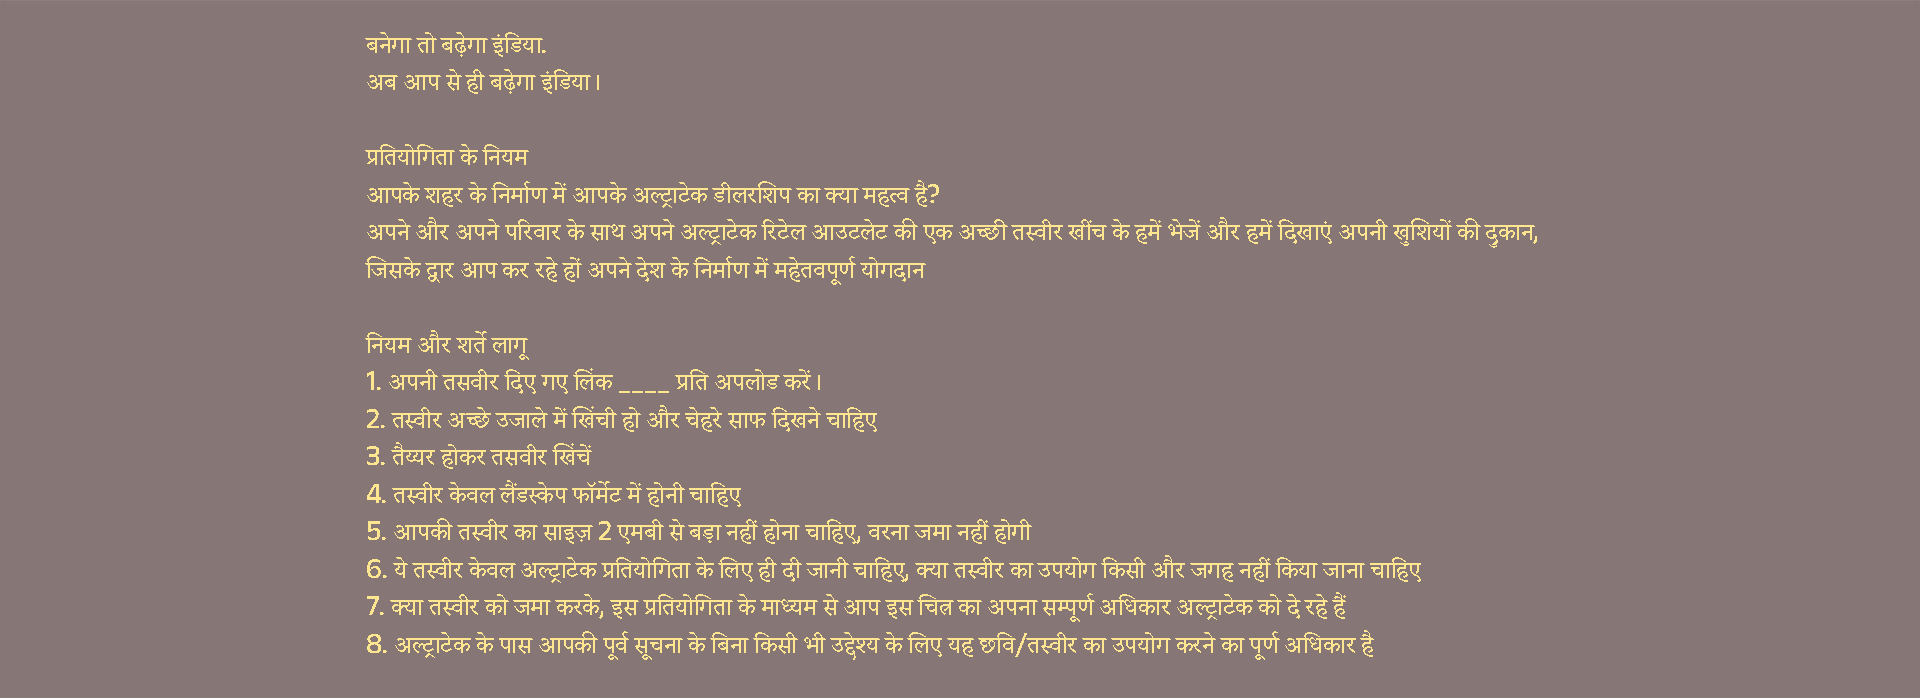 बनेगा तो बढ़ेगा इंडिया.
अब आप से ही बढ़ेगा इंडिया।
प्रतियोगिता के नियम
आपके शहर के निर्माण में आपके अल्ट्राटेक डीलरशिप का क्या महत्व है?
अपने और अपने परिवार के साथ अपने अल्ट्राटेक रिटेल आउटलेट की एक अच्छी तस्वीर खींच के हमें भेजें और हमें दिखाएं अपनी खुशियों की दुकान,
जिसके द्वार आप कर रहे हों अपने देश के निर्माण में महेतवपूर्ण योगदान
नियम और शर्ते लागू
1. अपनी तसवीर दिए गए लिंक ____ प्रति अपलोड करें।
2. तस्वीर अच्छे उजाले में खिंची हो और चेहरे साफ दिखने चाहिए
3. तैय्यर होकर तसवीर खिंचें
4. तस्वीर केवल लैंडस्केप फॉर्मेट में होनी चाहिए
5. आपकी तस्वीर का साइज़ 2 एमबी से बड़ा नहीं होना चाहिए, वरना जमा नहीं होगी
6. ये तस्वीर केवल अल्ट्राटेक प्रतियोगिता के लिए ही दी जानी चाहिए, क्या तस्वीर का उपयोग किसी और जगह नहीं किया जाना चाहिए
7. क्या तस्वीर को जमा करके, इस प्रतियोगिता के माध्यम से आप इस चित्र का अपना सम्पूर्ण अधिकार अल्ट्राटेक को दे रहे हैं
8. अल्ट्राटेक के पास आपकी पूर्व सूचना के बिना किसी भी उद्देश्य के लिए यह छवि/तस्वीर का उपयोग करने का पूर्ण अधिकार है